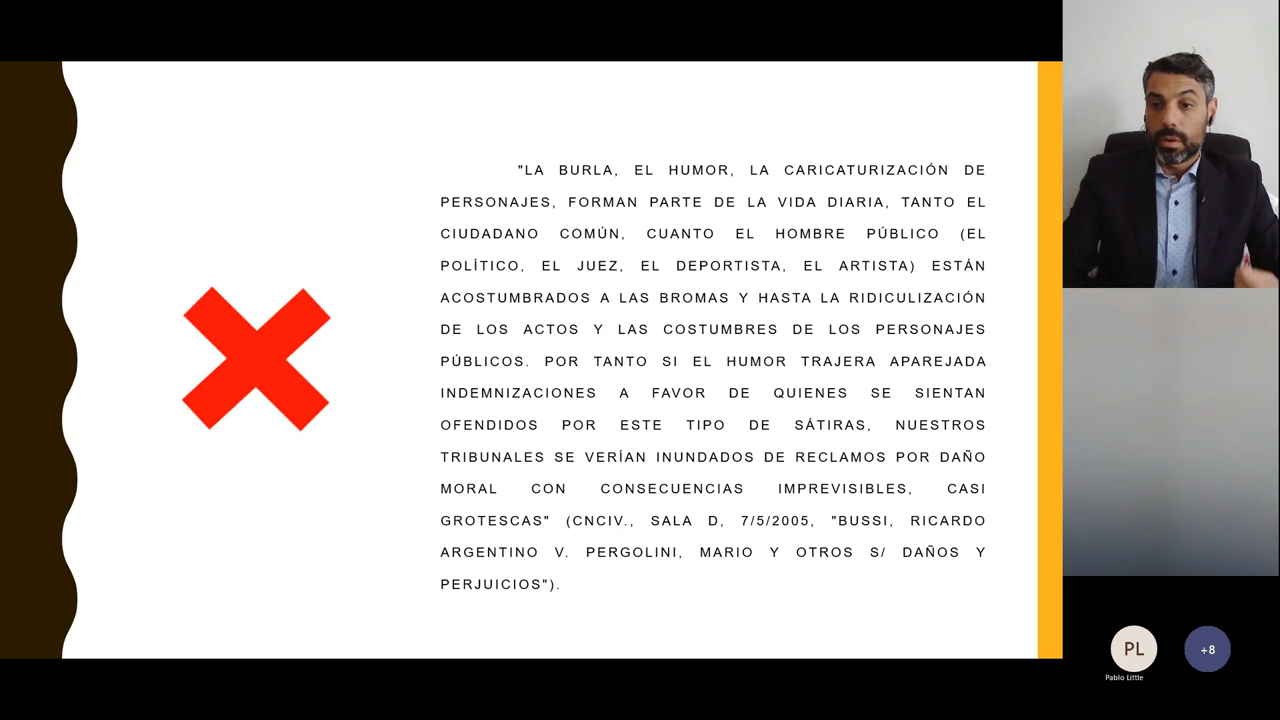 "LA BURLA, EL HUMOR, LA CARICATURIZACIÓN DE
PERSONAJES, FORMAN PARTE DE LA VIDA DIARIA, TANTO EL
CIUDADANO COMÚN, CUANTO EL HOMBRE PÚBLICO (EL
POLÍTICO, EL JUEZ, EL DEPORTISTA, EL ARTISTA) ESTÁN
ACOSTUMBRADOS A LAS BROMAS Y HASTA LA RIDICULIZACIÓN
DE LOS ACTOS Y LAS COSTUMBRES DE LOS PERSONAJES
PÚBLICOS. POR TANTO SI EL HUMOR TRAJERA APAREJADA
INDEMNIZACIONES A FAVOR DE QUIENES SE SIENTAN
OFENDIDOS POR ESTE TIPO DE SÁTIRAS, NUESTROS
TRIBUNALES SE VERÍAN INUNDADOS DE RECLAMOS POR DAÑO
MORAL CON CONSECUENCIAS IMPREVISIBLES, CASI
GROTESCAS" (CNCIV., SALA D, 7/5/2005, "BUSSI, RICARDO
ARGENTINO V. PERGOLINI, MARIO Y OTROS S/ DAÑOS Y
PERJUICIOS").
PL
+8
Pablo Little